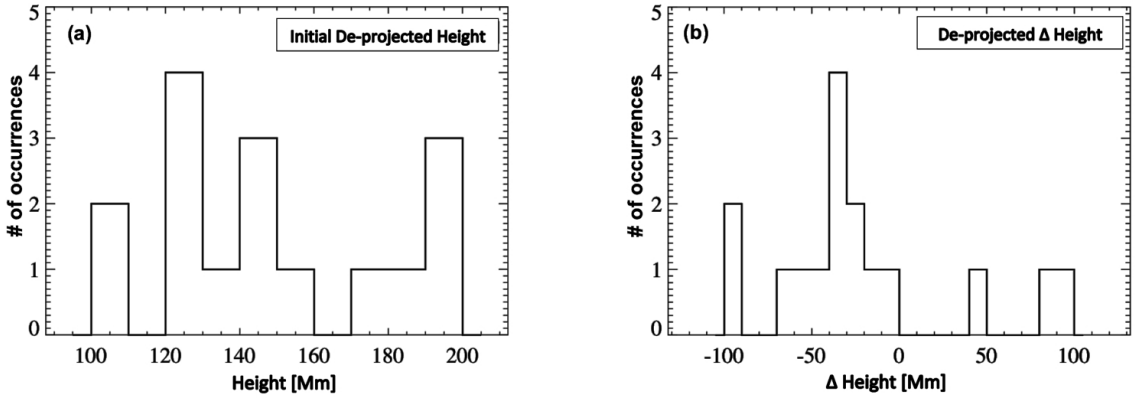 (a)
Initial De-projected Height
# of occurrences
5
4
3
2
1
0
100 120 140 160 180 200
Height [Mm]
(b)
De-projected Δ Height
# of occurrences
5
4
3
2
1
0
-100 -50 0 50 100
Δ Height [Mm]